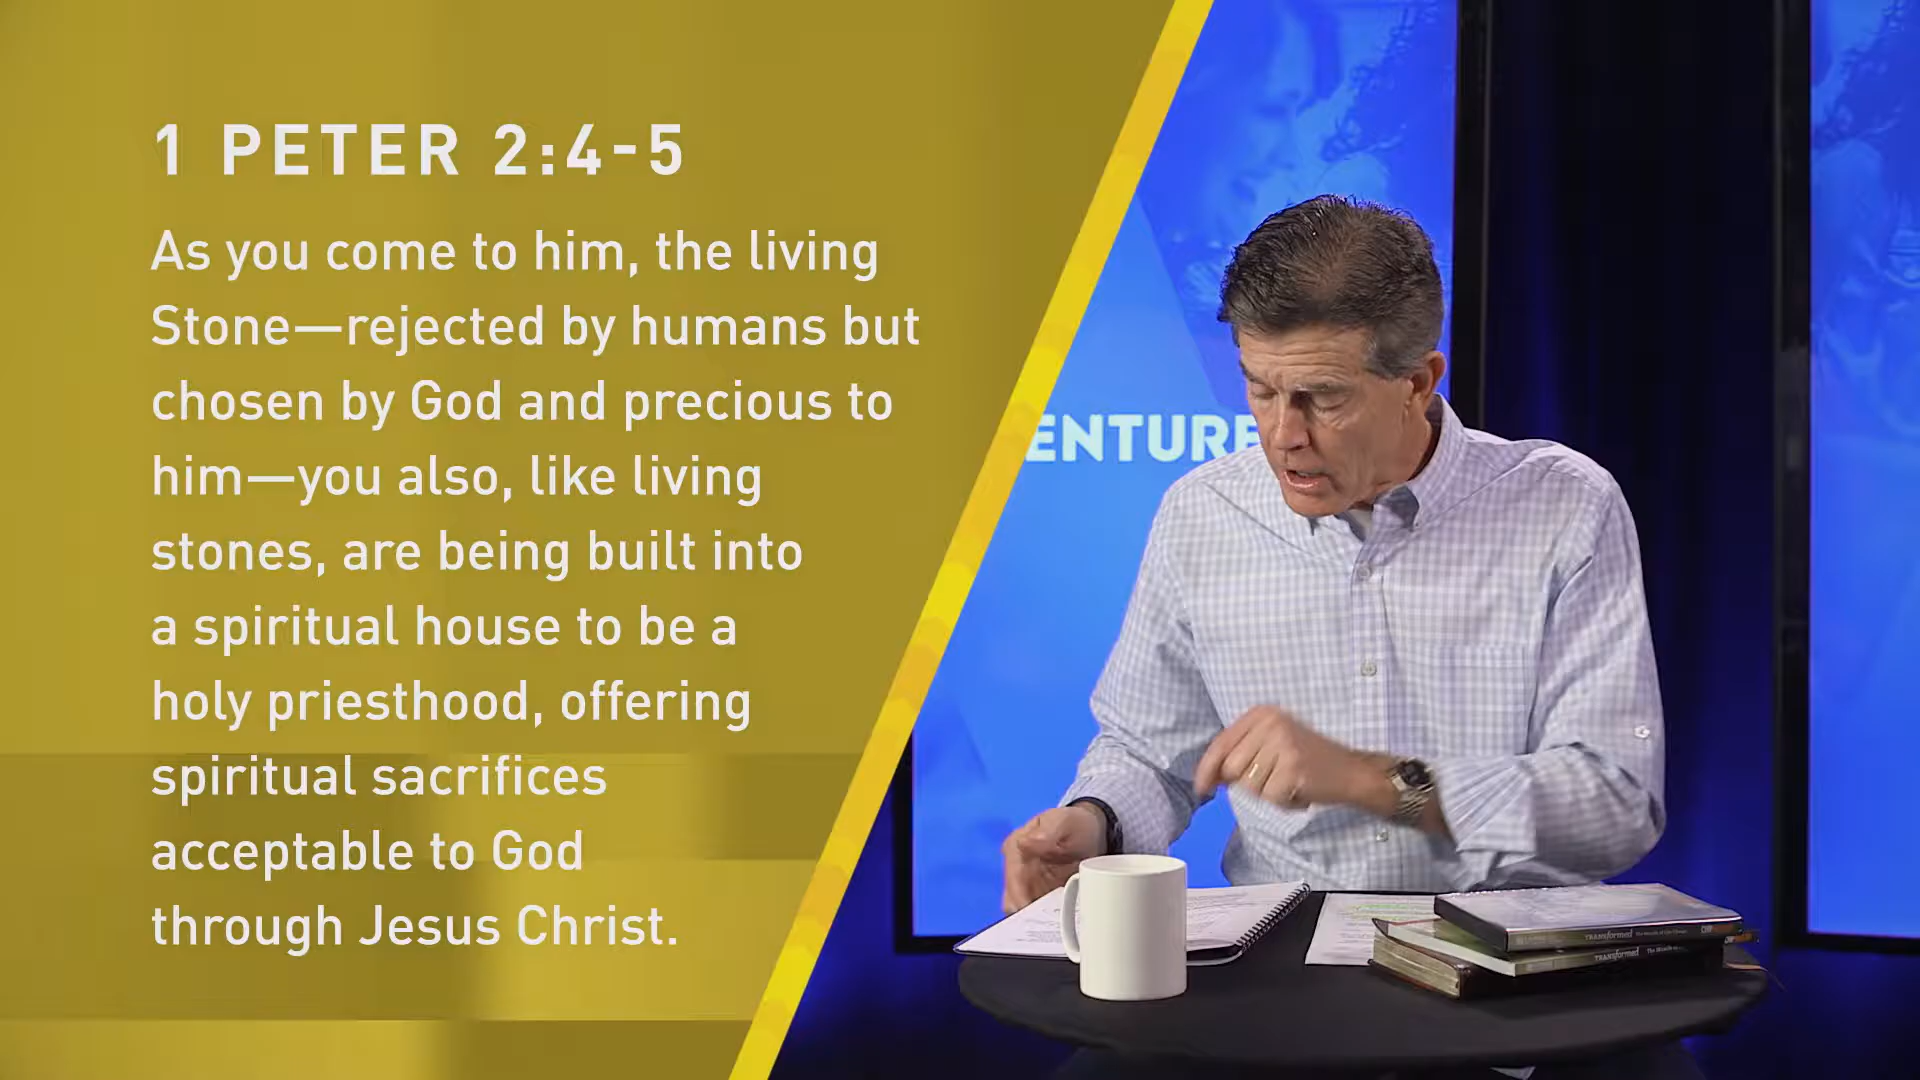 1 PETER 2:4-5
As you come to him, the living
Stone—rejected by humans but
chosen by God and precious to
him—you also, like living
stones, are being built into
a spiritual house to be a
holy priesthood, offering
spiritual sacrifices
acceptable to God
through Jesus Christ.
ENTURE
TRANSformed
TRANSformed